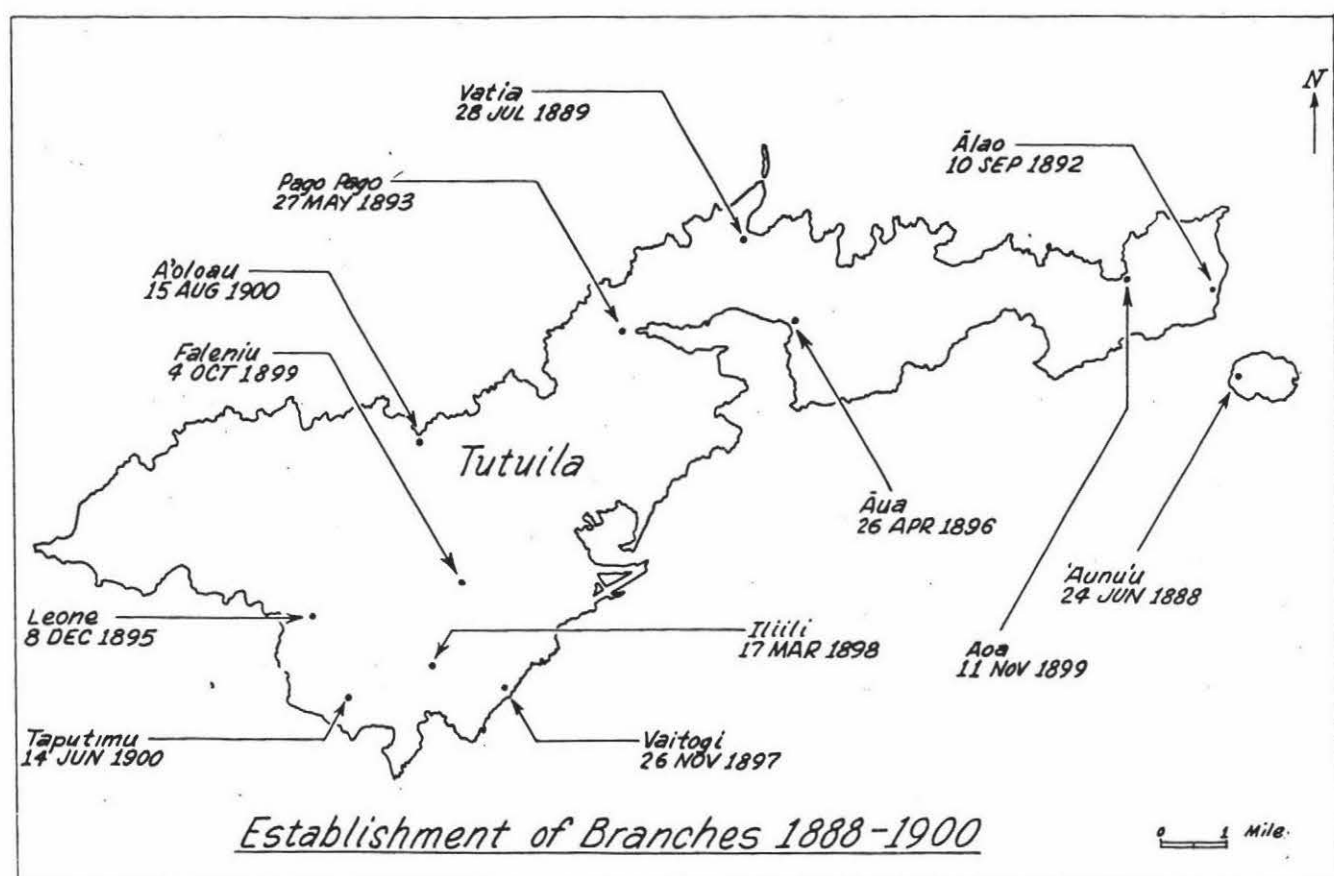 N
Vatia
28 JUL 1889
Ālao
10 SEP 1892
Pago Pago
27 MAY 1893
A'oloau
15 AUG 1900
Faleniu
4 OCT 1899
Tutuila
Āua
26 APR 1896
'Aunu'u
24 JUN 1888
Leone
8 DEC 1895
Iliili
17 MAR 1898
Aoa
11 NOV 1899
Taputimu
14 JUN 1900
Vaitogi
26 NOV 1897
Establishment of Branches 1888-1900
0 1 Mile.